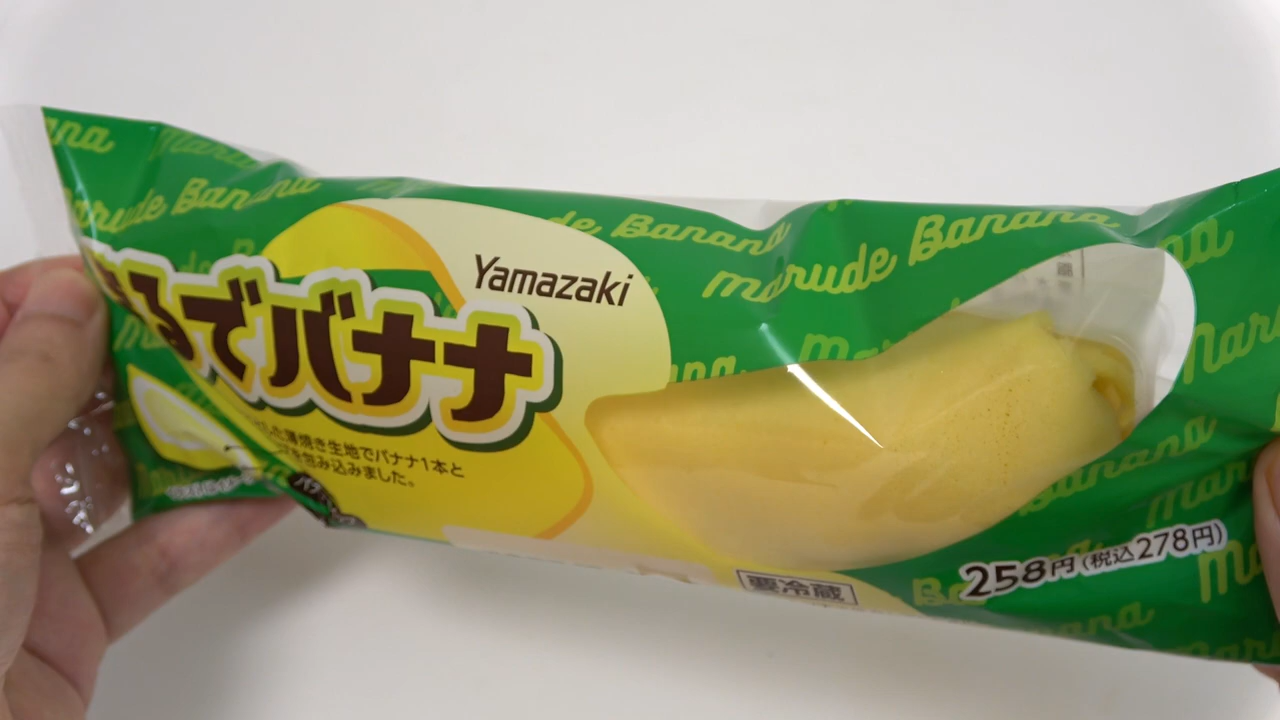 Yamazaki
まるでバナナ
した薄焼き生地でバナナ1本と
を包み込みました。
marude Banana
要冷蔵
258円(税込278円)